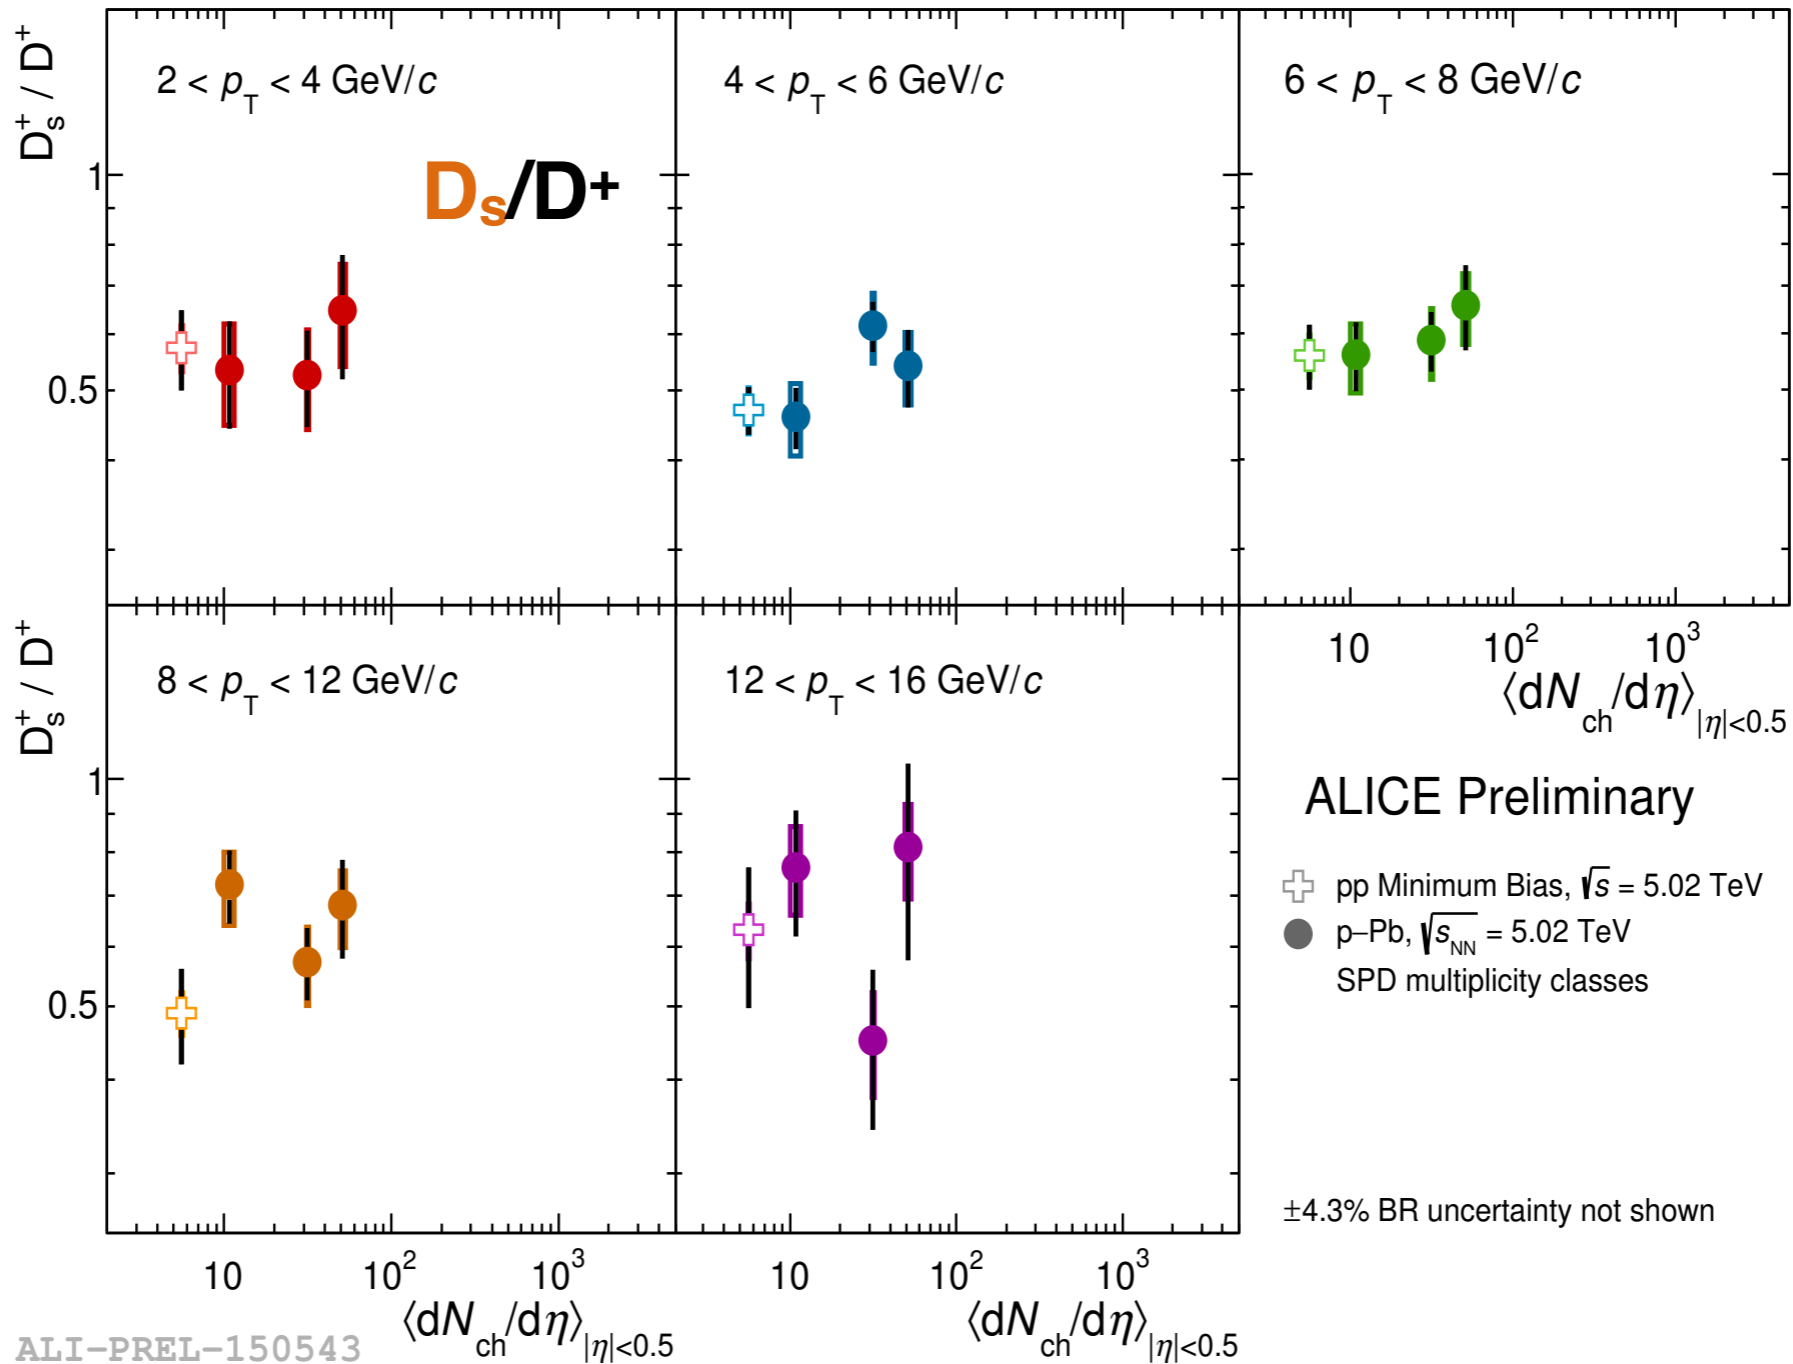 D_s^+ / D^+
2 < p_T < 4 GeV/c
4 < p_T < 6 GeV/c
6 < p_T < 8 GeV/c
D_s/D^+
1
0.5
10
10^2
10^3
⟨dN_ch/dη⟩_|η|<0.5
D_s^+ / D^+
8 < p_T < 12 GeV/c
12 < p_T < 16 GeV/c
1
0.5
ALICE Preliminary
pp Minimum Bias, √s = 5.02 TeV
p–Pb, √s_NN = 5.02 TeV
SPD multiplicity classes
±4.3% BR uncertainty not shown
10
10^2
10^3
10
10^2
10^3
⟨dN_ch/dη⟩_|η|<0.5
⟨dN_ch/dη⟩_|η|<0.5
ALI-PREL-150543